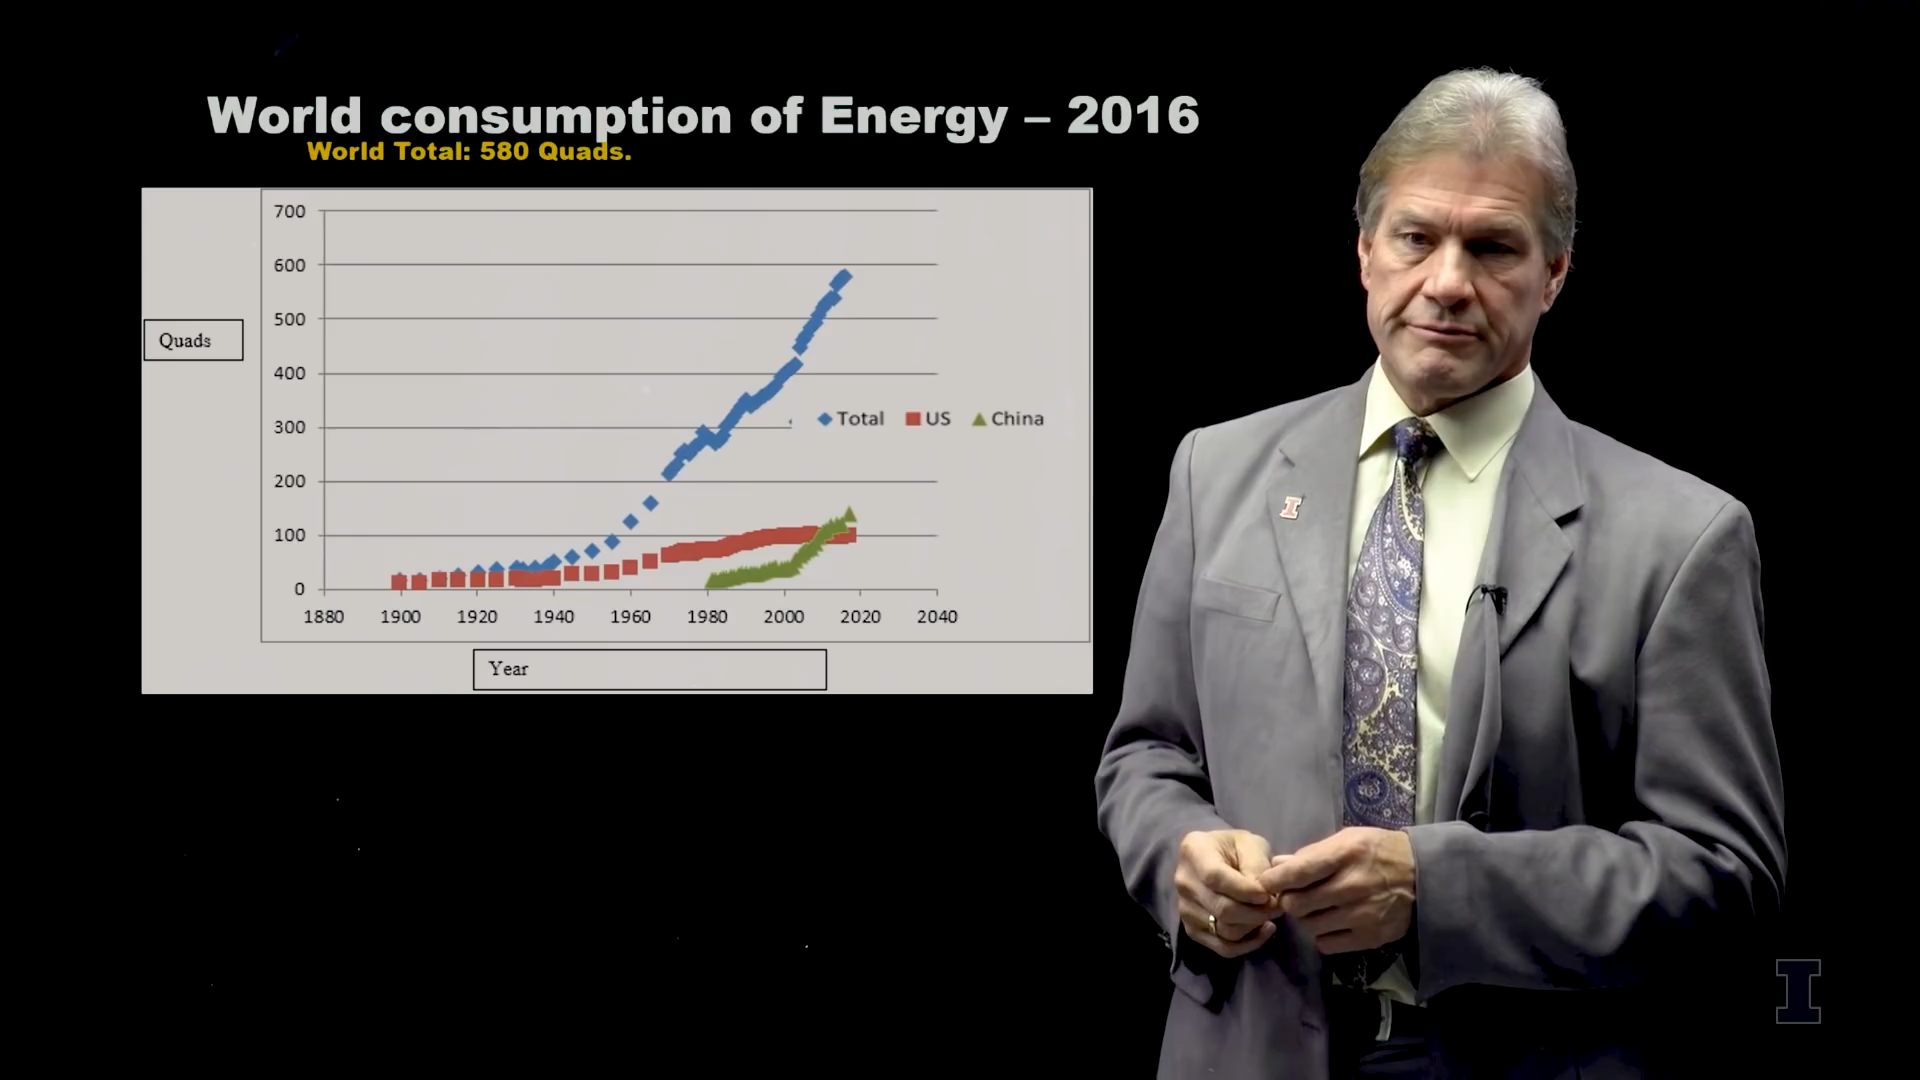 World consumption of Energy – 2016
World Total: 580 Quads.
700
600
500
400
300
200
100
0
Quads
Total US China
1880 1900 1920 1940 1960 1980 2000 2020 2040
Year
I
I